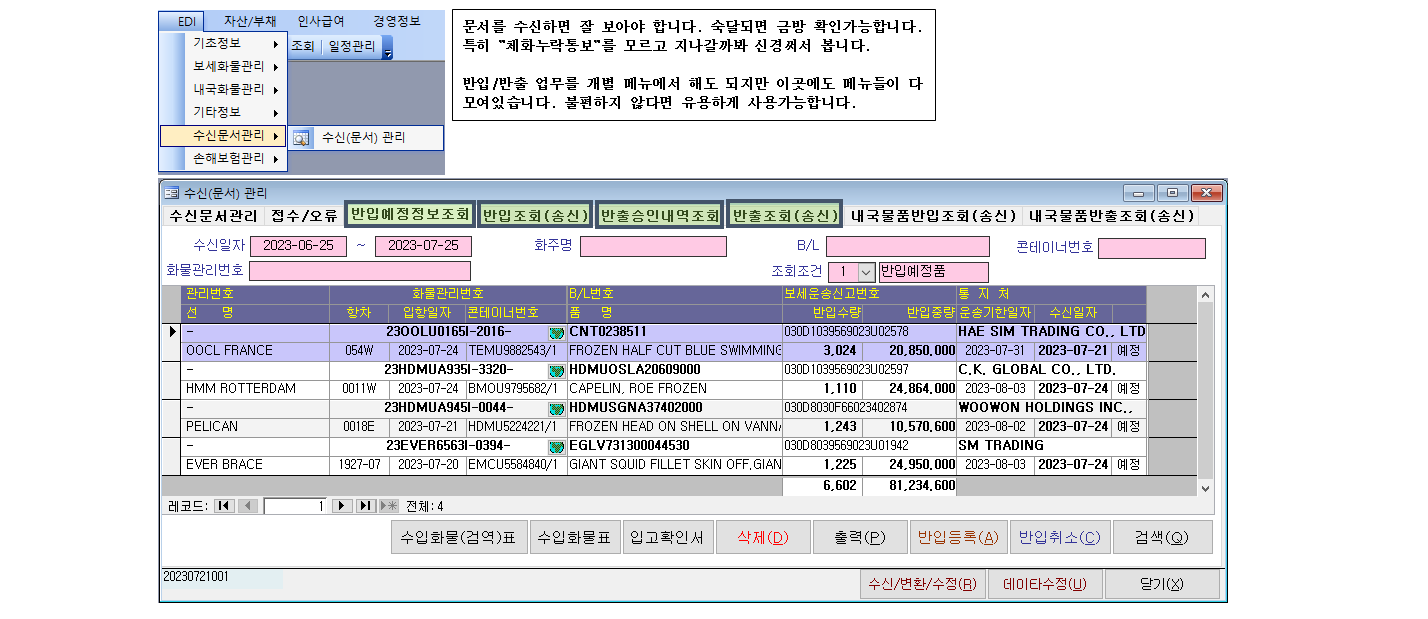 EDI 자산/부채 인사급여 경영정보
기초정보
조회 일정관리
보세화물관리
내국화물관리
기타정보
수신문서관리
수신(문서) 관리
손해보험관리
문서를 수신하면 잘 보아야 합니다. 숙달되면 금방 확인가능합니다.
특히 "체화누락통보"를 모르고 지나갈까봐 신경써서 봅니다.
반입/반출 업무를 개별 메뉴에서 해도 되지만 이곳에도 메뉴들이 다
모여있습니다. 불편하지 않다면 유용하게 사용가능합니다.
수신(문서) 관리
수신문서관리 접수/오류 반입예정정보조회 반입조회(송신) 반출승인내역조회 반출조회(송신) 내국물품반입조회(송신) 내국물품반출조회(송신)
수신일자 2023-06-25 ~ 2023-07-25 화주명 B/L 콘테이너번호
화물관리번호 조회조건 1 반입예정품
관리번호 화물관리번호 B/L번호 보세운송신고번호 통 지 처
선 명 항차 입항일자 콘테이너번호 품 명 반입수량 반입중량 운송기한일자 수신일자
- 23OOLU0165I-2016- CNT0238511 030D1039569023U02578 HAE SIM TRADING CO., LTD
OOCL FRANCE 054W 2023-07-24 TEMU9882543/1 FROZEN HALF CUT BLUE SWIMMING 3,024 20,850,000 2023-07-31 2023-07-21 예정
- 23HDMUA935I-3320- HDMUOSLA20609000 030D1039569023U02597 C.K. GLOBAL CO., LTD.
HMM ROTTERDAM 0011W 2023-07-24 BMOU9795682/1 CAPELIN, ROE FROZEN 1,110 24,864,000 2023-08-03 2023-07-24 예정
- 23HDMUA945I-0044- HDMUSGNA37402000 030D8030F66023402874 WOOWON HOLDINGS INC.,
PELICAN 0018E 2023-07-21 HDMU5224221/1 FROZEN HEAD ON SHELL ON VANNA 1,243 10,570,600 2023-08-02 2023-07-24 예정
- 23EVER6563I-0394- EGLV731300044530 030D8039569023U01942 SM TRADING
EVER BRACE 1927-07 2023-07-20 EMCU5584840/1 GIANT SQUID FILLET SKIN OFF,GIAN 1,225 24,950,000 2023-08-03 2023-07-24 예정
6,602 81,234,600
레코드: 1 전체: 4
수입화물(검역)표 수입화물표 입고확인서 삭제(D) 출력(P) 반입등록(A) 반입취소(C) 검색(Q)
20230721001
수신/변환/수정(R) 데이타수정(U) 닫기(X)